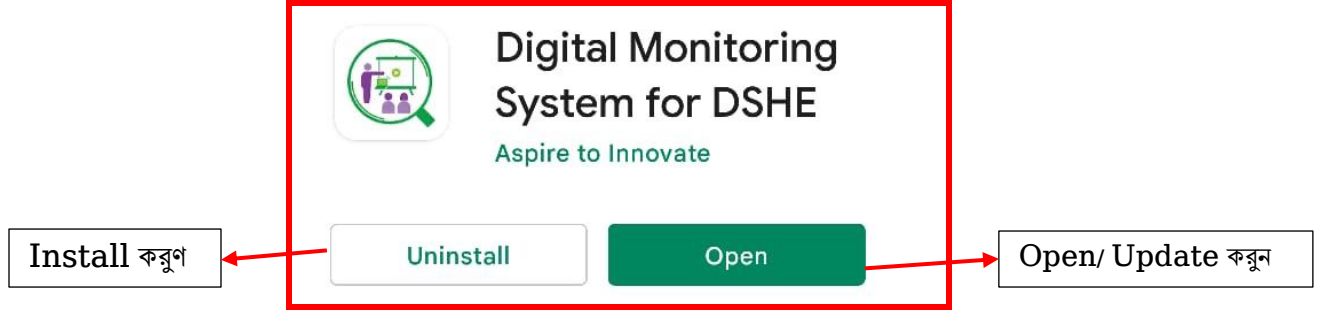 Digital Monitoring
System for DSHE
Aspire to Innovate
Install করুণ
Uninstall
Open
Open/ Update করুন